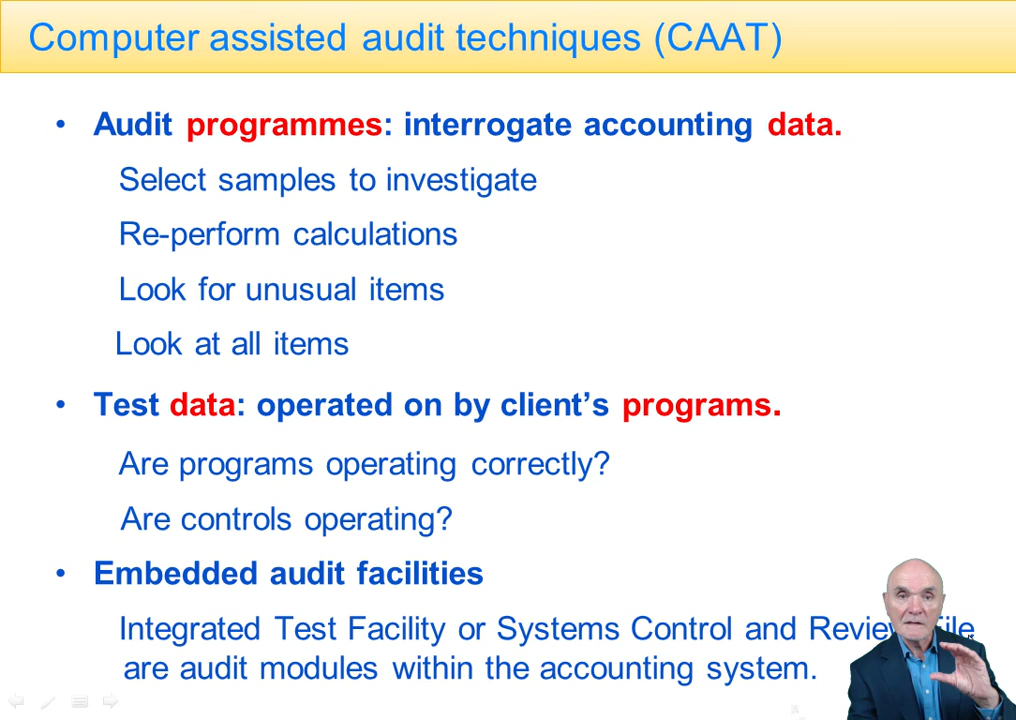 Computer assisted audit techniques (CAAT)
• Audit programmes: interrogate accounting data.
Select samples to investigate
Re-perform calculations
Look for unusual items
Look at all items
• Test data: operated on by client's programs.
Are programs operating correctly?
Are controls operating?
• Embedded audit facilities
Integrated Test Facility or Systems Control and Review File
are audit modules within the accounting system.